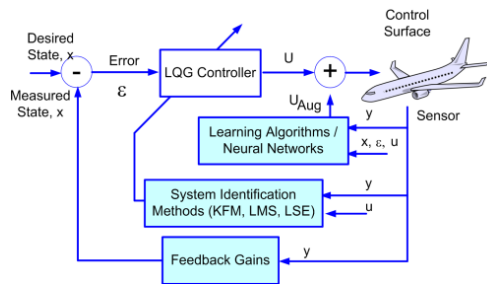 Desired
State, x
Measured
State, x
-
Error
ε
LQG Controller
U
+
U Aug
Control
Surface
Sensor
y
Learning Algorithms /
Neural Networks
x, ε, u
System Identification
Methods (KFM, LMS, LSE)
y
u
Feedback Gains
y